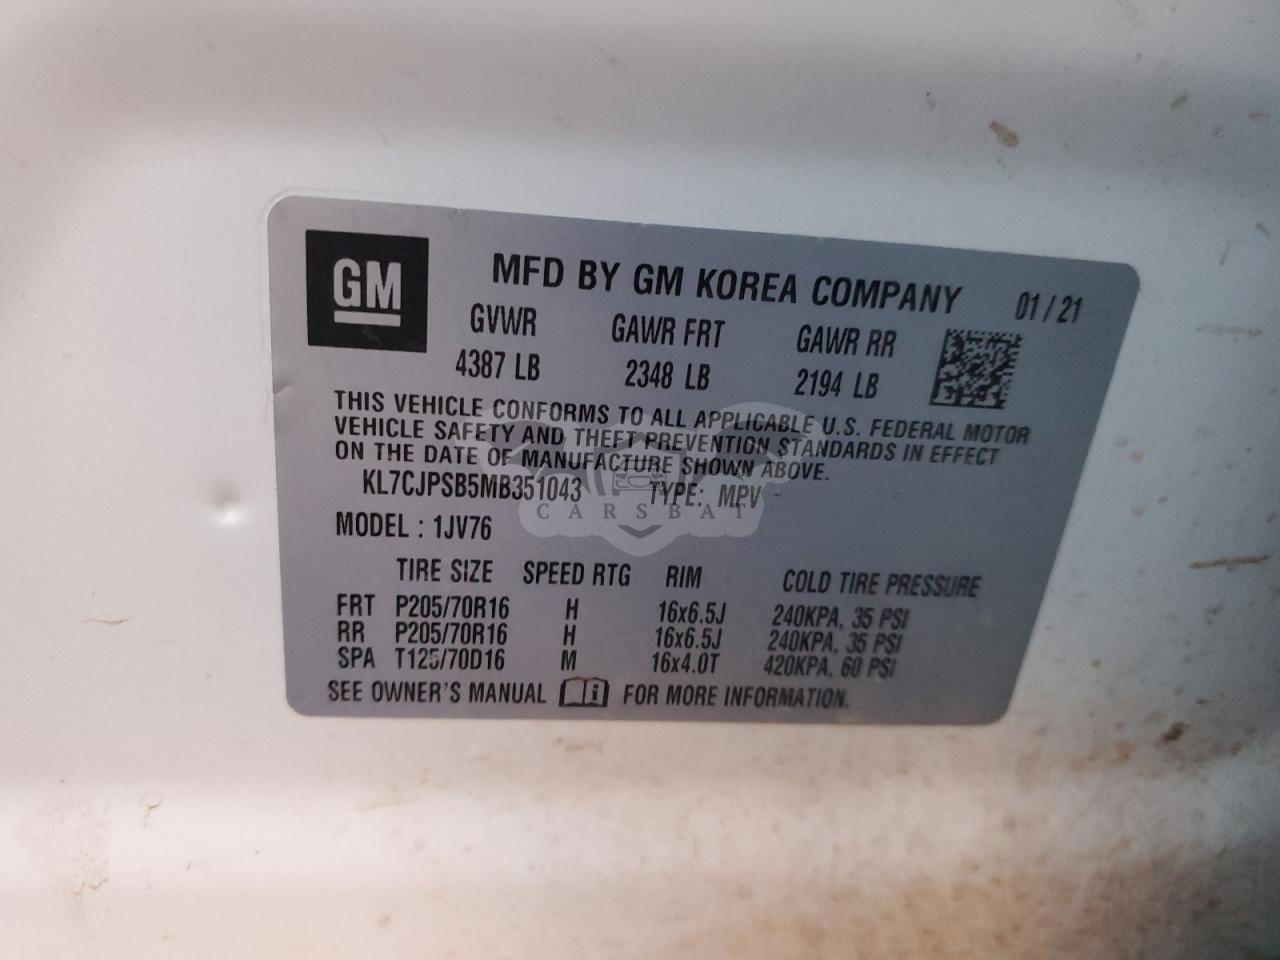 GM
MFD BY GM KOREA COMPANY 01/21
GVWR GAWR FRT GAWR RR
4387 LB 2348 LB 2194 LB
THIS VEHICLE CONFORMS TO ALL APPLICABLE U.S. FEDERAL MOTOR
VEHICLE SAFETY AND THEFT PREVENTION STANDARDS IN EFFECT
ON THE DATE OF MANUFACTURE SHOWN ABOVE.
KL7CJPSB5MB351043 TYPE: MPV
CARSBAT
MODEL : 1JV76
TIRE SIZE SPEED RTG RIM COLD TIRE PRESSURE
FRT P205/70R16 H 16x6.5J 240KPA, 35 PSI
RR P205/70R16 H 16x6.5J 240KPA, 35 PSI
SPA T125/70D16 M 16x4.0T 420KPA, 60 PSI
SEE OWNER'S MANUAL i FOR MORE INFORMATION.